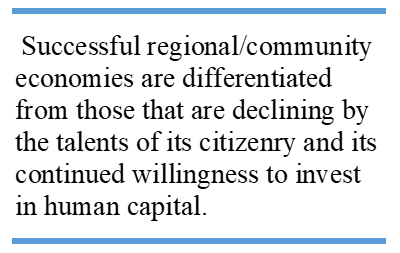 Successful regional/community
economies are differentiated
from those that are declining by
the talents of its citizenry and its
continued willingness to invest
in human capital.